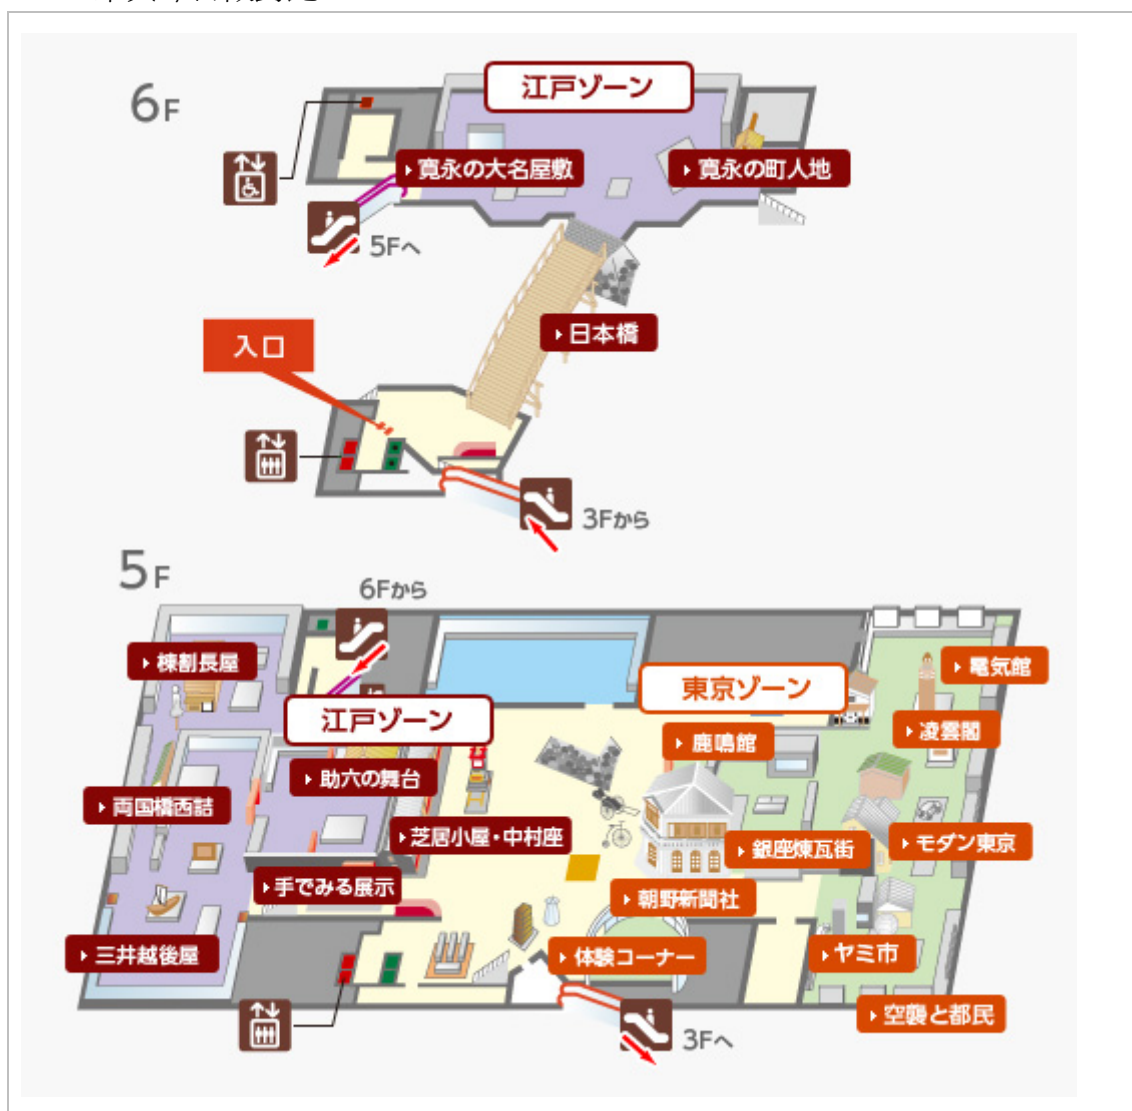 6F
江戸ゾーン
寛永の大名屋敷
寛永の町人地
5Fへ
日本橋
入口
3Fから
5F
6Fから
棟割長屋
電気館
東京ゾーン
江戸ゾーン
鹿鳴館
凌雲閣
助六の舞台
両国橋西詰
芝居小屋・中村座
銀座煉瓦街
モダン東京
手でみる展示
朝野新聞社
三井越後屋
体験コーナー
ヤミ市
空襲と都民
3Fへ